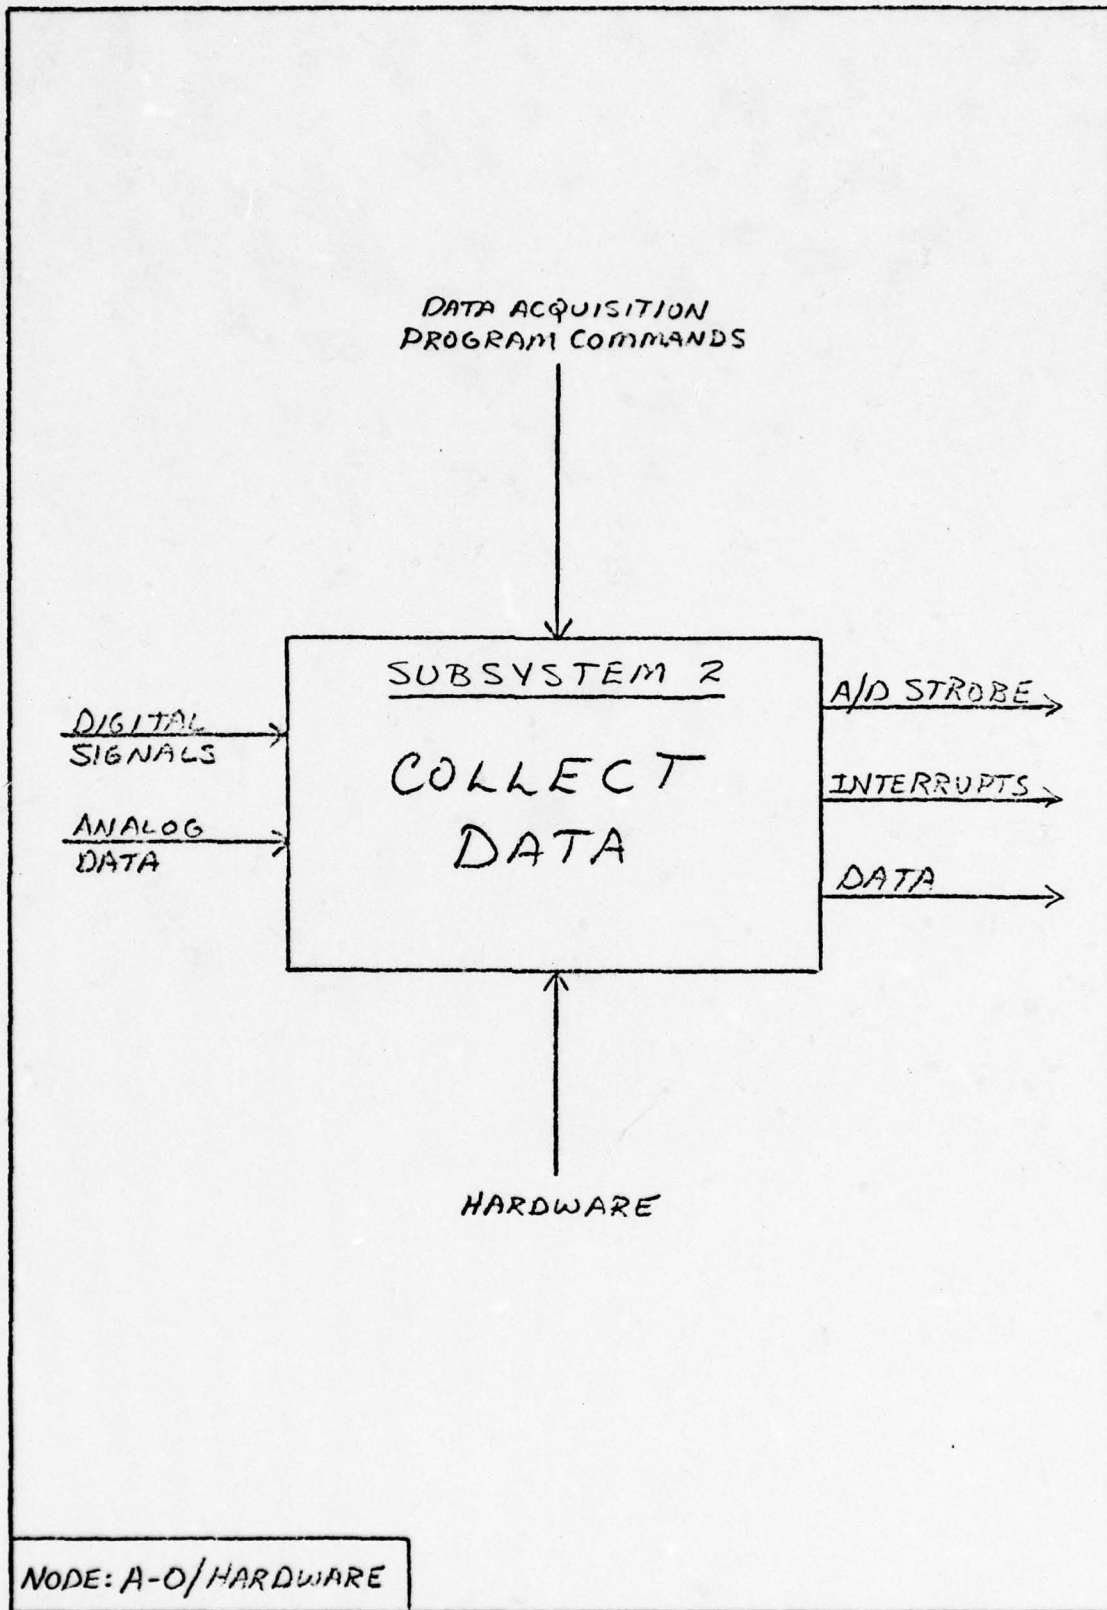 DATA ACQUISITION
PROGRAM COMMANDS
SUBSYSTEM 2
COLLECT
DATA
DIGITAL
SIGNALS
ANALOG
DATA
A/D STROBE
INTERRUPTS
DATA
HARDWARE
NODE: A-0/HARDWARE